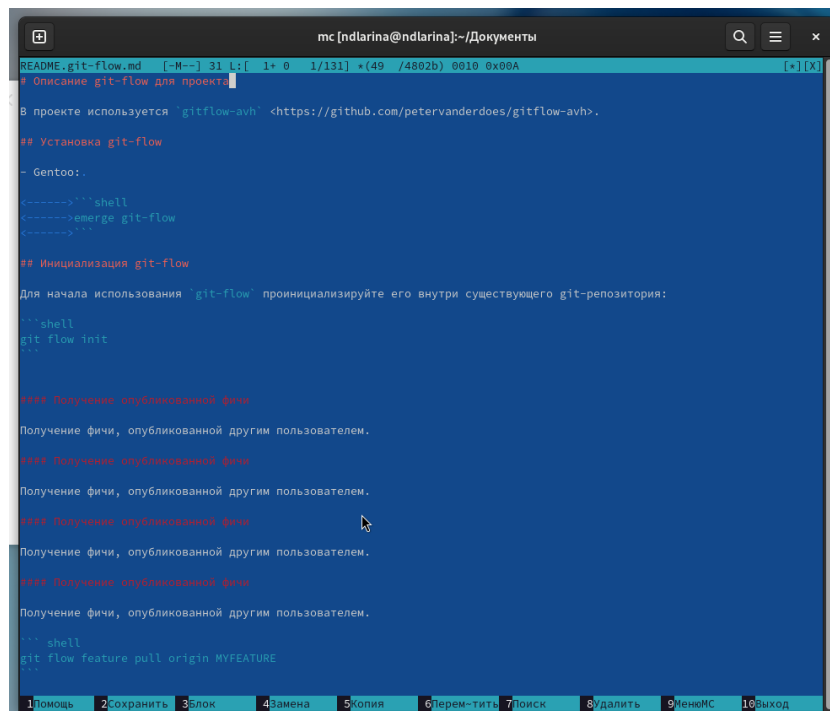 mc [ndlarina@ndlarina]:~/Документы
README.git-flow.md [-M--] 31 L:[ 1+ 0 1/131] *(49 /4802b) 0010 0x00A [*][X]
# Описание git-flow для проекта
В проекте используется `gitflow-avh` <https://github.com/petervanderdoes/gitflow-avh>.
## Установка git-flow
- Gentoo:.
<------>```shell
<------>emerge git-flow
<------>```
## Инициализация git-flow
Для начала использования `git-flow` проинициализируйте его внутри существующего git-репозитория:
```shell
git flow init
```
#### Получение опубликованной фичи
Получение фичи, опубликованной другим пользователем.
#### Получение опубликованной фичи
Получение фичи, опубликованной другим пользователем.
#### Получение опубликованной фичи
Получение фичи, опубликованной другим пользователем.
#### Получение опубликованной фичи
Получение фичи, опубликованной другим пользователем.
``` shell
git flow feature pull origin MYFEATURE
```
1Помощь 2Сохранить 3Блок 4Замена 5Копия 6Перем~тить 7Поиск 8Удалить 9МенюМС 10Выход